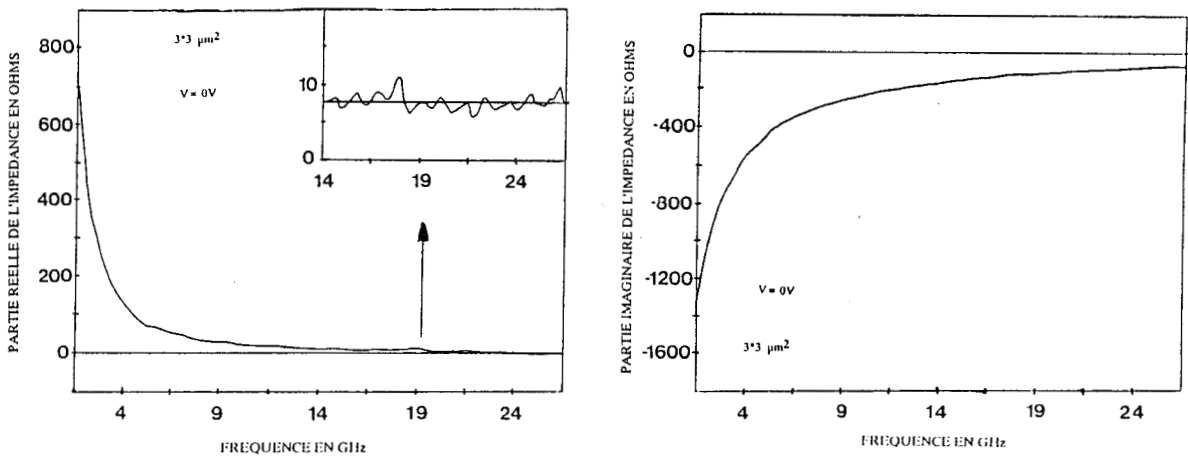 PARTIE REELLE DE L'IMPEDANCE EN OHMS
800
600
400
200
0
3*3 µm²
V = 0V
10
0
14 19 24
4 9 14 19 24
FREQUENCE EN GHz
PARTIE IMAGINAIRE DE L'IMPEDANCE EN OHMS
0
-400
-800
-1200
-1600
V = 0V
3*3 µm²
4 9 14 19 24
FREQUENCE EN GHz